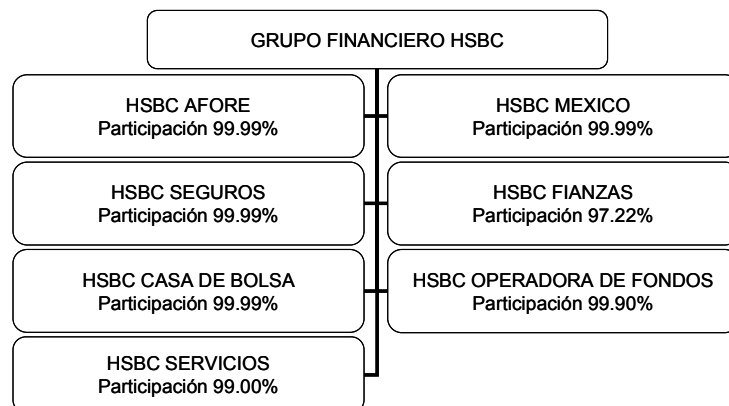 GRUPO FINANCIERO HSBC
HSBC AFORE
Participación 99.99%
HSBC MEXICO
Participación 99.99%
HSBC SEGUROS
Participación 99.99%
HSBC FIANZAS
Participación 97.22%
HSBC CASA DE BOLSA
Participación 99.99%
HSBC OPERADORA DE FONDOS
Participación 99.90%
HSBC SERVICIOS
Participación 99.00%